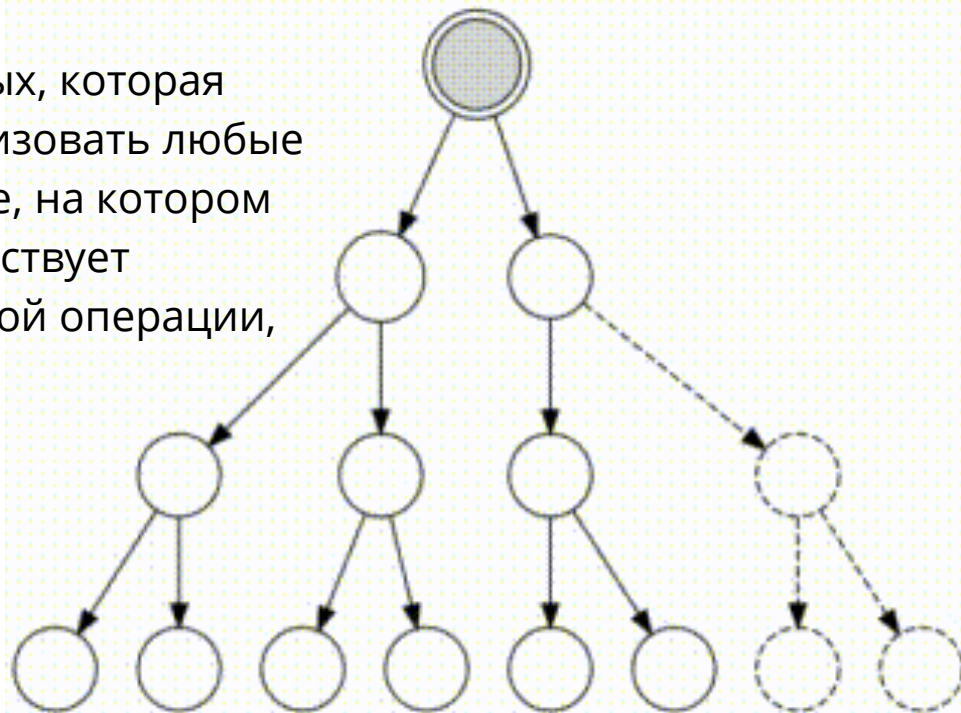 ых, которая
изовать любые
е, на котором
ствует
ой операции,